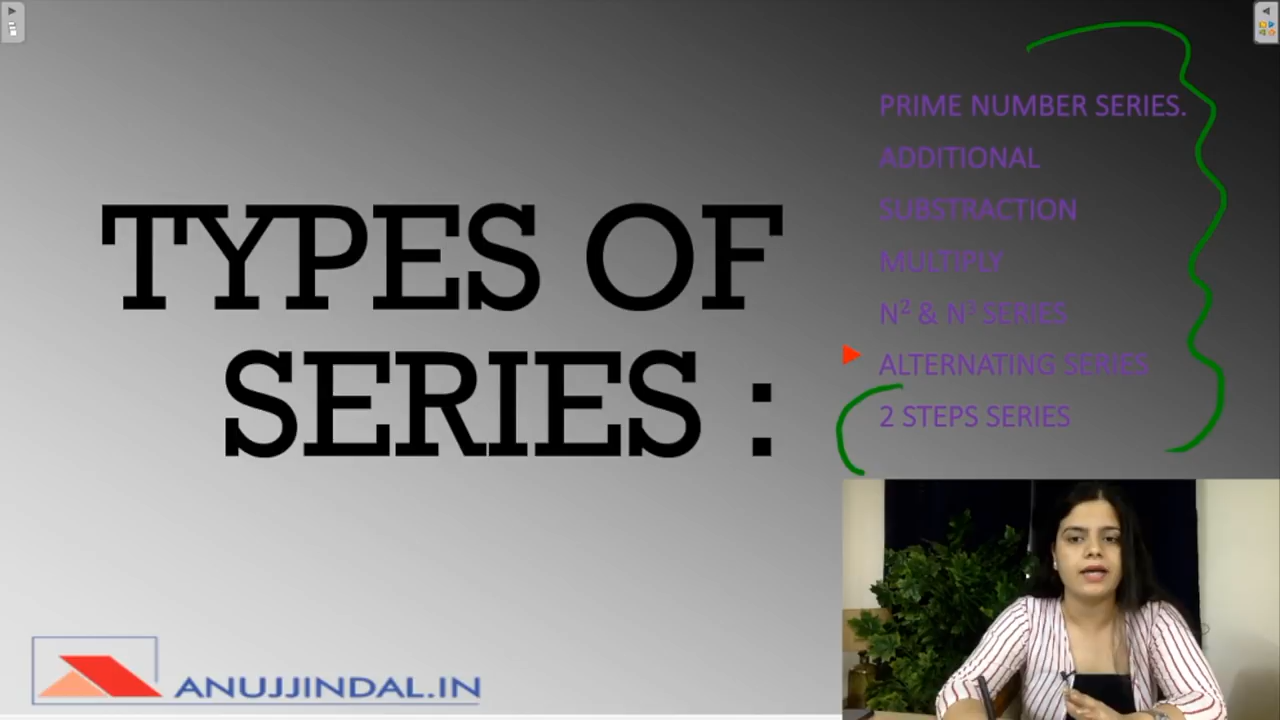 TYPES OF
SERIES :
PRIME NUMBER SERIES.
ADDITIONAL
SUBSTRACTION
MULTIPLY
N² & N³ SERIES
ALTERNATING SERIES
2 STEPS SERIES
ANUJJINDAL.IN